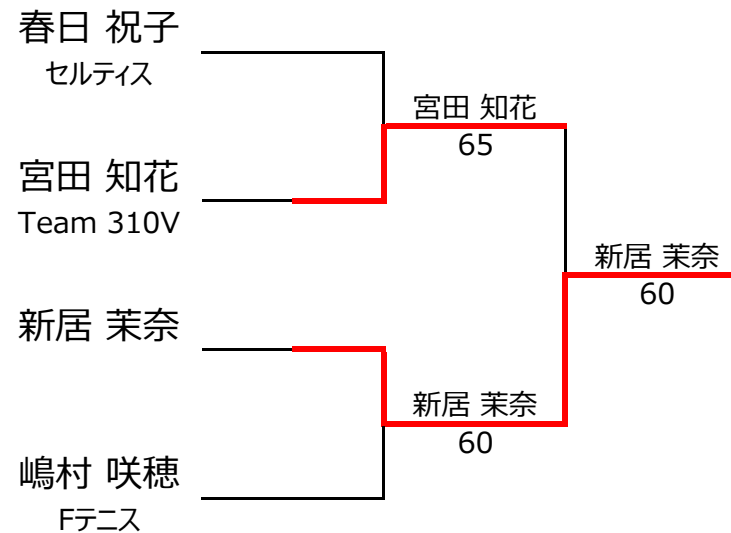 春日 祝子
セルティス
宮田 知花
Team 310V
新居 茉奈
嶋村 咲穂
Fテニス
宮田 知花
65
新居 茉奈
60
新居 茉奈
60